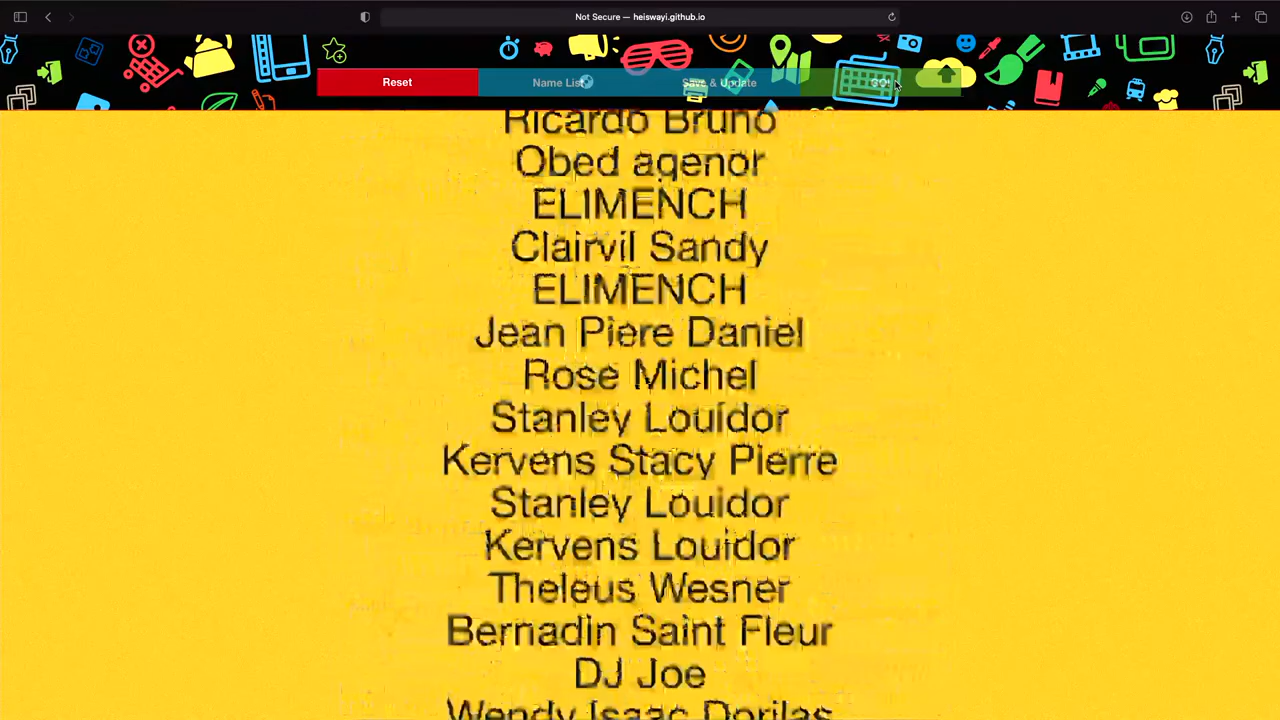 Not Secure — heiswayi.github.io
Reset
Name List
Save & Update
GO!
Ricardo Bruno
Obed agenor
ELIMENCH
Clairvil Sandy
ELIMENCH
Jean Piere Daniel
Rose Michel
Stanley Louidor
Kervens Stacy Pierre
Stanley Louidor
Kervens Louidor
Theleus Wesner
Bernadin Saint Fleur
DJ Joe
Wendy Isaac Dorilas